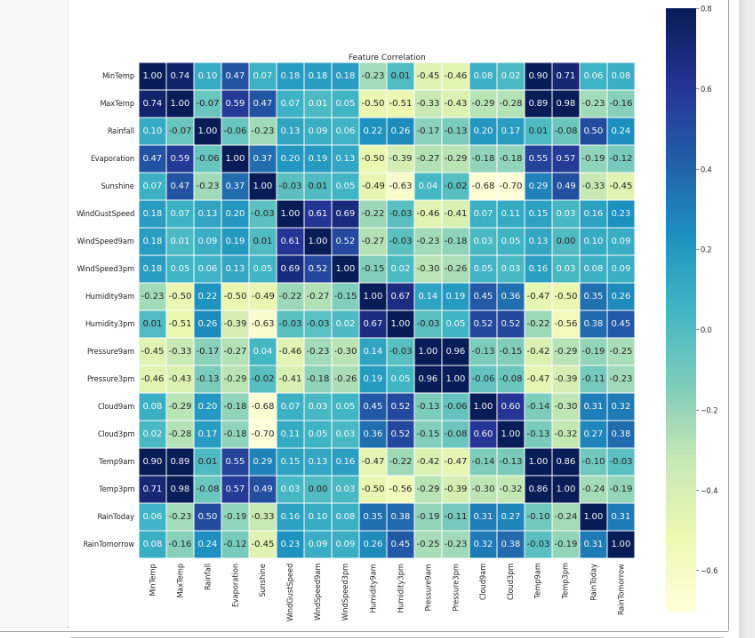 Feature Correlation
MinTemp 1.00 0.74 0.10 0.47 0.07 0.18 0.18 0.18 -0.23 0.01 -0.45 -0.46 0.08 0.02 0.90 0.71 0.06 0.08
MaxTemp 0.74 1.00 -0.07 0.59 0.47 0.07 0.01 0.05 -0.50 -0.51 -0.33 -0.43 -0.29 -0.28 0.89 0.98 -0.23 -0.16
Rainfall 0.10 -0.07 1.00 -0.06 -0.23 0.13 0.09 0.06 0.22 0.26 -0.17 -0.13 0.20 0.17 0.01 -0.08 0.50 0.24
Evaporation 0.47 0.59 -0.06 1.00 0.37 0.20 0.19 0.13 -0.50 -0.39 -0.27 -0.29 -0.18 -0.18 0.55 0.57 -0.19 -0.12
Sunshine 0.07 0.47 -0.23 0.37 1.00 -0.03 0.01 0.05 -0.49 -0.63 0.04 -0.02 -0.68 -0.70 0.29 0.49 -0.33 -0.45
WindGustSpeed 0.18 0.07 0.13 0.20 -0.03 1.00 0.61 0.69 -0.22 -0.03 -0.46 -0.41 0.07 0.11 0.15 0.03 0.16 0.23
WindSpeed9am 0.18 0.01 0.09 0.19 0.01 0.61 1.00 0.52 -0.27 -0.03 -0.23 -0.18 0.03 0.05 0.13 0.00 0.10 0.09
WindSpeed3pm 0.18 0.05 0.06 0.13 0.05 0.69 0.52 1.00 -0.15 0.02 -0.30 -0.26 0.05 0.03 0.16 0.03 0.08 0.09
Humidity9am -0.23 -0.50 0.22 -0.50 -0.49 -0.22 -0.27 -0.15 1.00 0.67 0.14 0.19 0.45 0.36 -0.47 -0.50 0.35 0.26
Humidity3pm 0.01 -0.51 0.26 -0.39 -0.63 -0.03 -0.03 0.02 0.67 1.00 -0.03 0.05 0.52 0.52 -0.22 -0.56 0.38 0.45
Pressure9am -0.45 -0.33 -0.17 -0.27 0.04 -0.46 -0.23 -0.30 0.14 -0.03 1.00 0.96 -0.13 -0.15 -0.42 -0.29 -0.19 -0.25
Pressure3pm -0.46 -0.43 -0.13 -0.29 -0.02 -0.41 -0.18 -0.26 0.19 0.05 0.96 1.00 -0.06 -0.08 -0.47 -0.39 -0.11 -0.23
Cloud9am 0.08 -0.29 0.20 -0.18 -0.68 0.07 0.03 0.05 0.45 0.52 -0.13 -0.06 1.00 0.60 -0.14 -0.30 0.31 0.32
Cloud3pm 0.02 -0.28 0.17 -0.18 -0.70 0.11 0.05 0.03 0.36 0.52 -0.15 -0.08 0.60 1.00 -0.13 -0.32 0.27 0.38
Temp9am 0.90 0.89 0.01 0.55 0.29 0.15 0.13 0.16 -0.47 -0.22 -0.42 -0.47 -0.14 -0.13 1.00 0.86 -0.10 -0.03
Temp3pm 0.71 0.98 -0.08 0.57 0.49 0.03 0.00 0.03 -0.50 -0.56 -0.29 -0.39 -0.30 -0.32 0.86 1.00 -0.24 -0.19
RainToday 0.06 -0.23 0.50 -0.19 -0.33 0.16 0.10 0.08 0.35 0.38 -0.19 -0.11 0.31 0.27 -0.10 -0.24 1.00 0.31
RainTomorrow 0.08 -0.16 0.24 -0.12 -0.45 0.23 0.09 0.09 0.26 0.45 -0.25 -0.23 0.32 0.38 -0.03 -0.19 0.31 1.00
MinTemp
MaxTemp
Rainfall
Evaporation
Sunshine
WindGustSpeed
WindSpeed9am
WindSpeed3pm
Humidity9am
Humidity3pm
Pressure9am
Pressure3pm
Cloud9am
Cloud3pm
Temp9am
Temp3pm
RainToday
RainTomorrow
0.8
0.6
0.4
0.2
0.0
−0.2
−0.4
−0.6